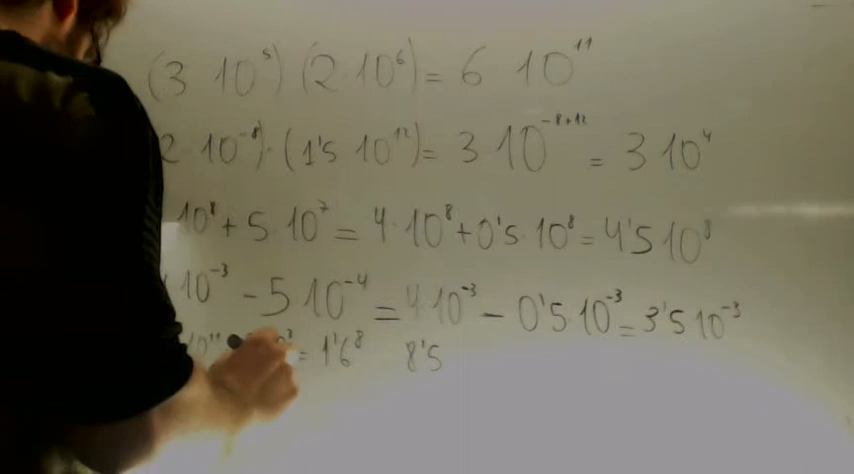 (3 10⁵) (2·10⁶) = 6 10¹¹
2 10⁻⁸)·(1'5 10¹²) = 3 10⁻⁸⁺¹² = 3 10⁴
10⁸ + 5 10⁷ = 4·10⁸ + 0'5·10⁸ = 4'5 10⁸
10⁻³ - 5 10⁻⁴ = 4 10⁻³ - 0'5 10⁻³ = 3'5 10⁻³
= 1'6⁸ 8'5